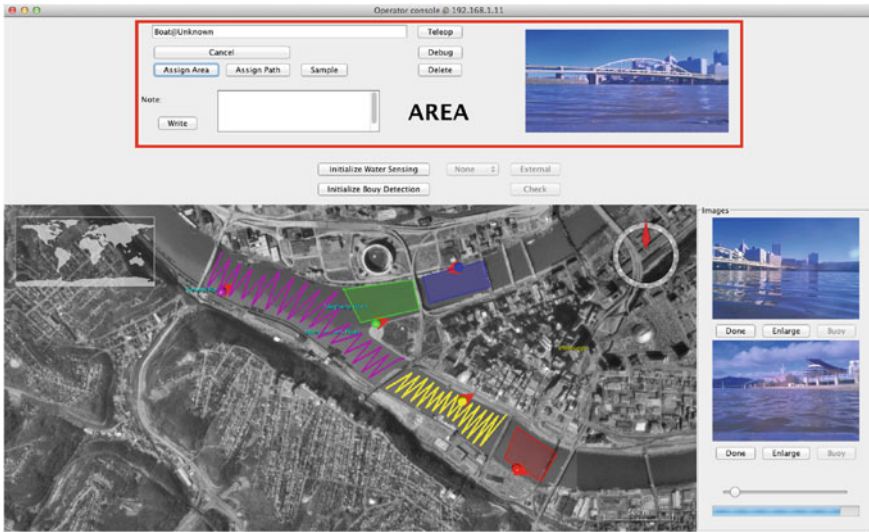 Operator console @ 192.168.1.11
Boat@Unknown
Teleop
Cancel
Debug
Assign Area
Assign Path
Sample
Delete
Note:
Write
AREA
Initialize Water Sensing
None
External
Initialize Bouy Detection
Check
Images
Done
Enlarge
Buoy
Done
Enlarge
Buoy